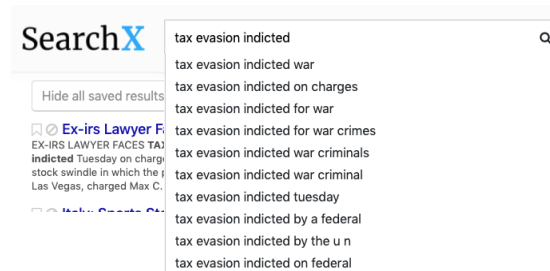 SearchX
tax evasion indicted
tax evasion indicted war
tax evasion indicted on charges
tax evasion indicted for war
tax evasion indicted for war crimes
tax evasion indicted war criminals
tax evasion indicted war criminal
tax evasion indicted tuesday
tax evasion indicted by a federal
tax evasion indicted by the u n
tax evasion indicted on federal
Hide all saved results
Ex-irs Lawyer
EX-IRS LAWYER FACES
indicted Tuesday on
stock swindle in which the
Las Vegas, charged Max C.